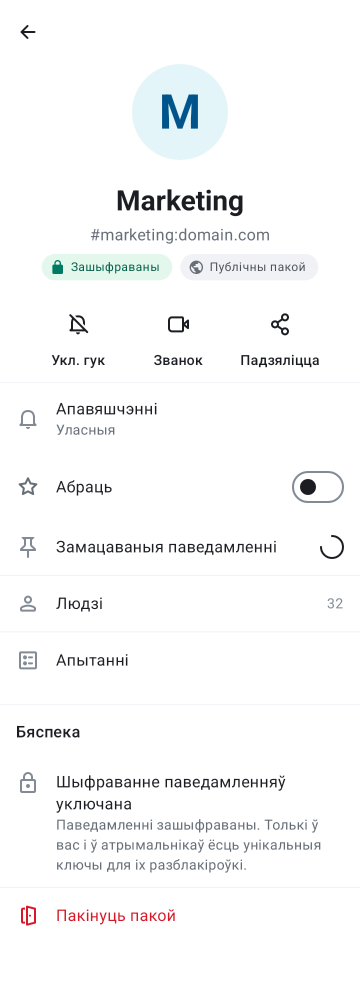 M
Marketing
#marketing:domain.com
Зашыфраваны
Публічны пакой
Укл. гук
Званок
Падзяліцца
Апавяшчэнні
Уласныя
Абраць
Замацаваныя паведамленні
Людзі
32
Апытанні
Бяспека
Шыфраванне паведамленняў
уключана
Паведамленні зашыфраваны. Толькі ў
вас і ў атрымальнікаў ёсць унікальныя
ключы для іх разблакіроўкі.
Пакінуць пакой